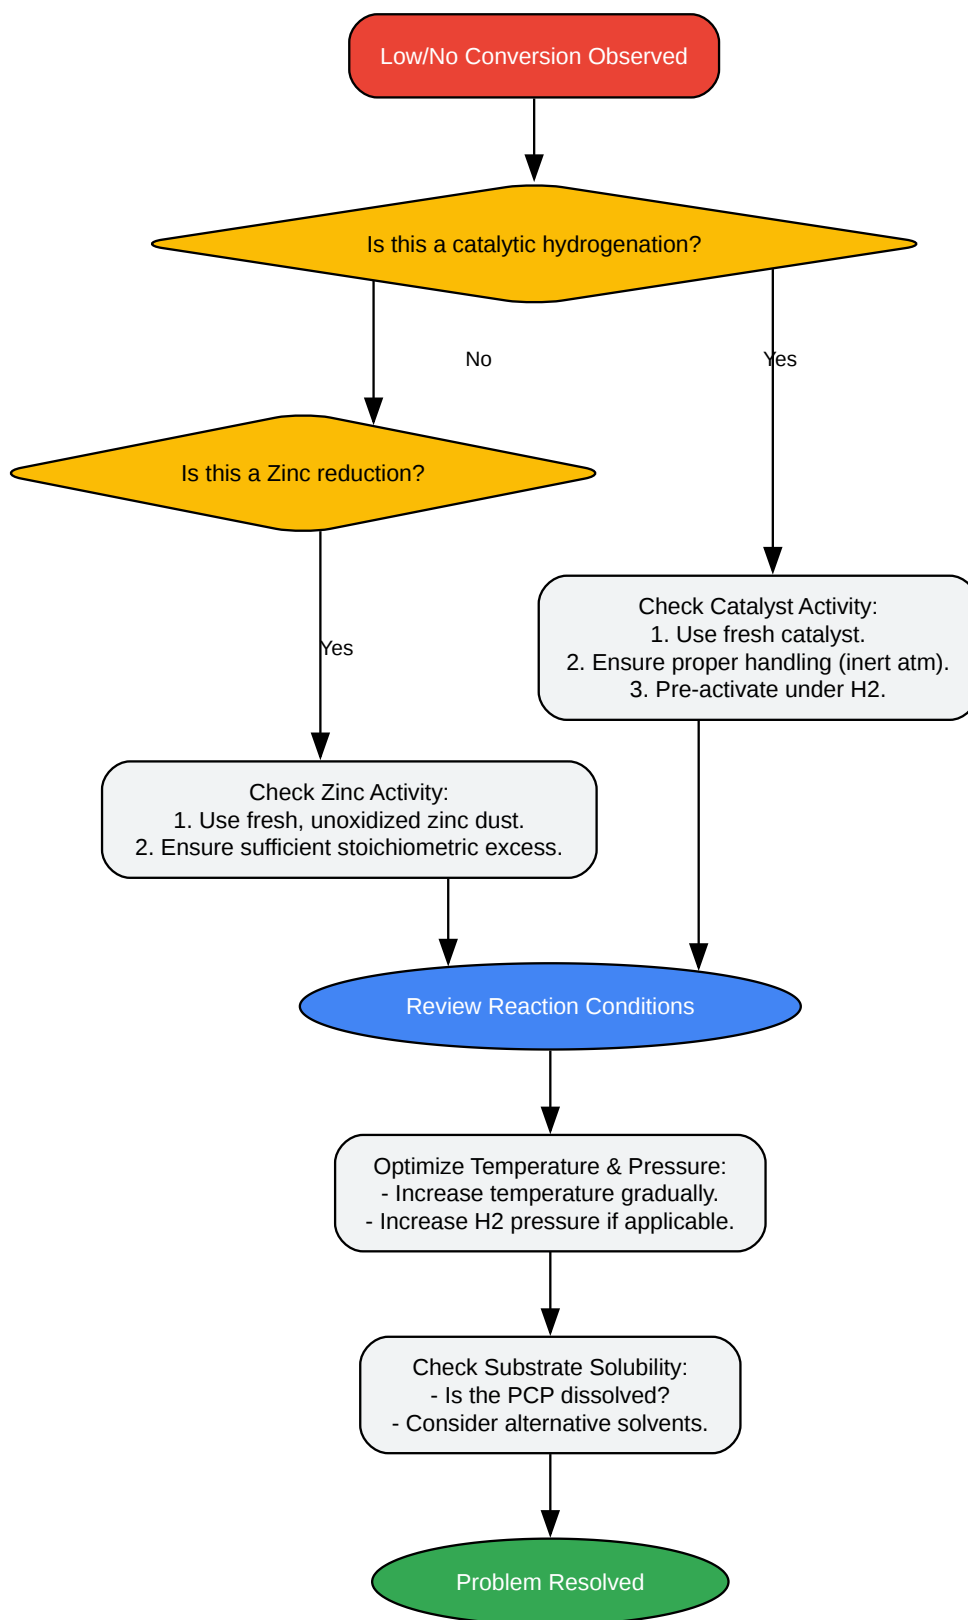 Low/No Conversion Observed
Is this a catalytic hydrogenation?
No
Yes
Is this a Zinc reduction?
Yes
Check Catalyst Activity:
1. Use fresh catalyst.
2. Ensure proper handling (inert atm).
3. Pre-activate under H2.
Check Zinc Activity:
1. Use fresh, unoxidized zinc dust.
2. Ensure sufficient stoichiometric excess.
Review Reaction Conditions
Optimize Temperature & Pressure:
- Increase temperature gradually.
- Increase H2 pressure if applicable.
Check Substrate Solubility:
- Is the PCP dissolved?
- Consider alternative solvents.
Problem Resolved